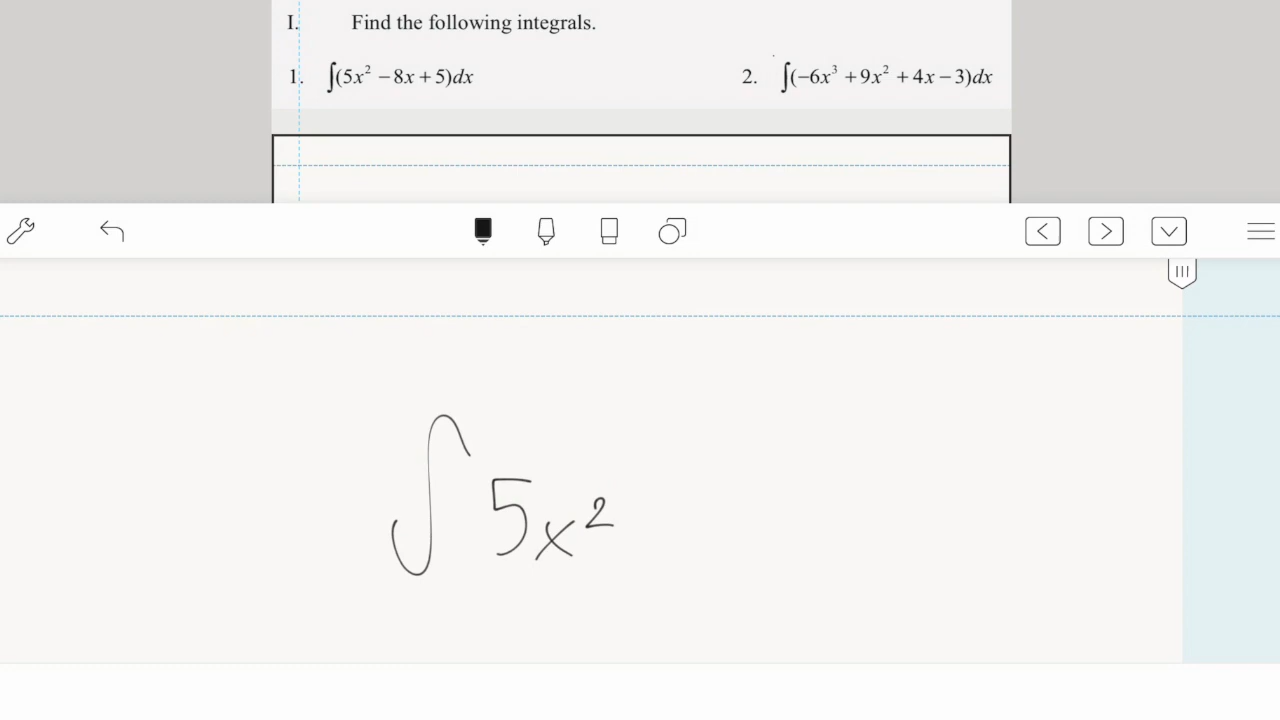 I. Find the following integrals.
1. ∫(5x² − 8x + 5)dx 2. ∫(−6x³ + 9x² + 4x − 3)dx
∫ 5x²